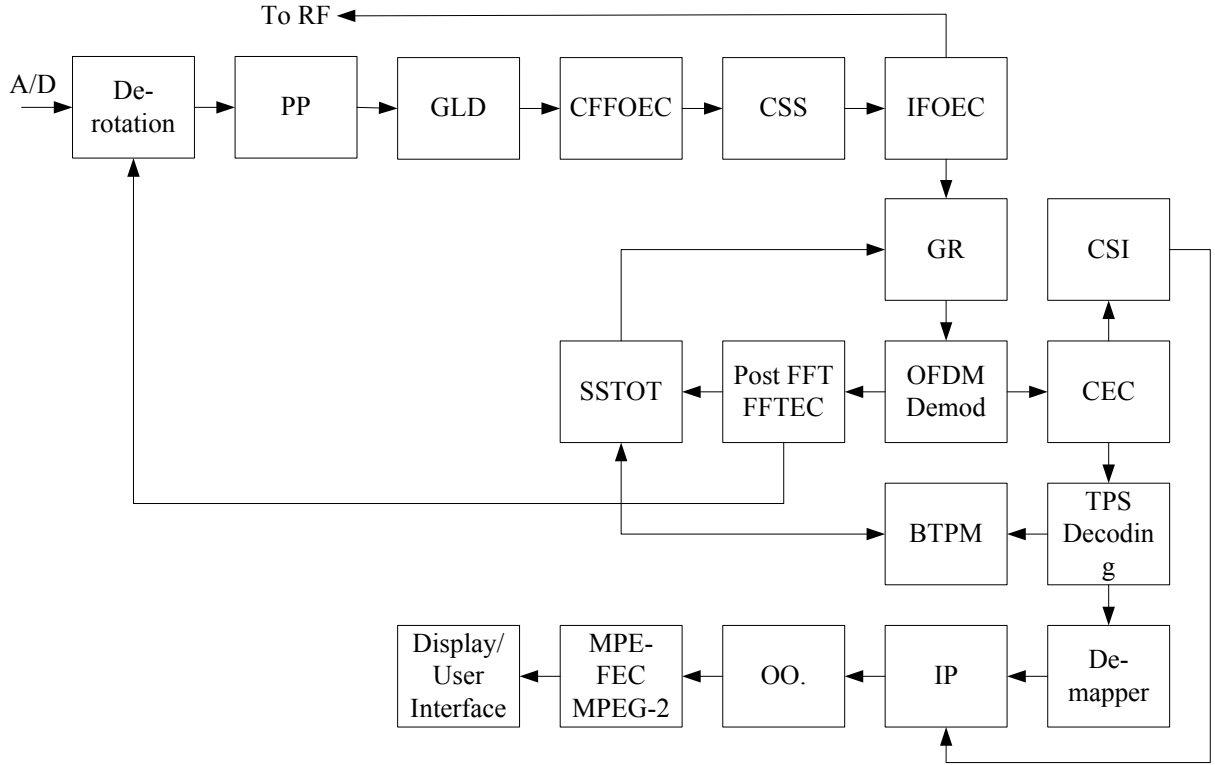 To RF
A/D
De-
rotation
PP
GLD
CFFOEC
CSS
IFOEC
GR
CSI
SSTOT
Post FFT
FFTEC
OFDM
Demod
CEC
BTPM
TPS
Decodin
g
Display/
User
Interface
MPE-
FEC
MPEG-2
OO.
IP
De-
mapper